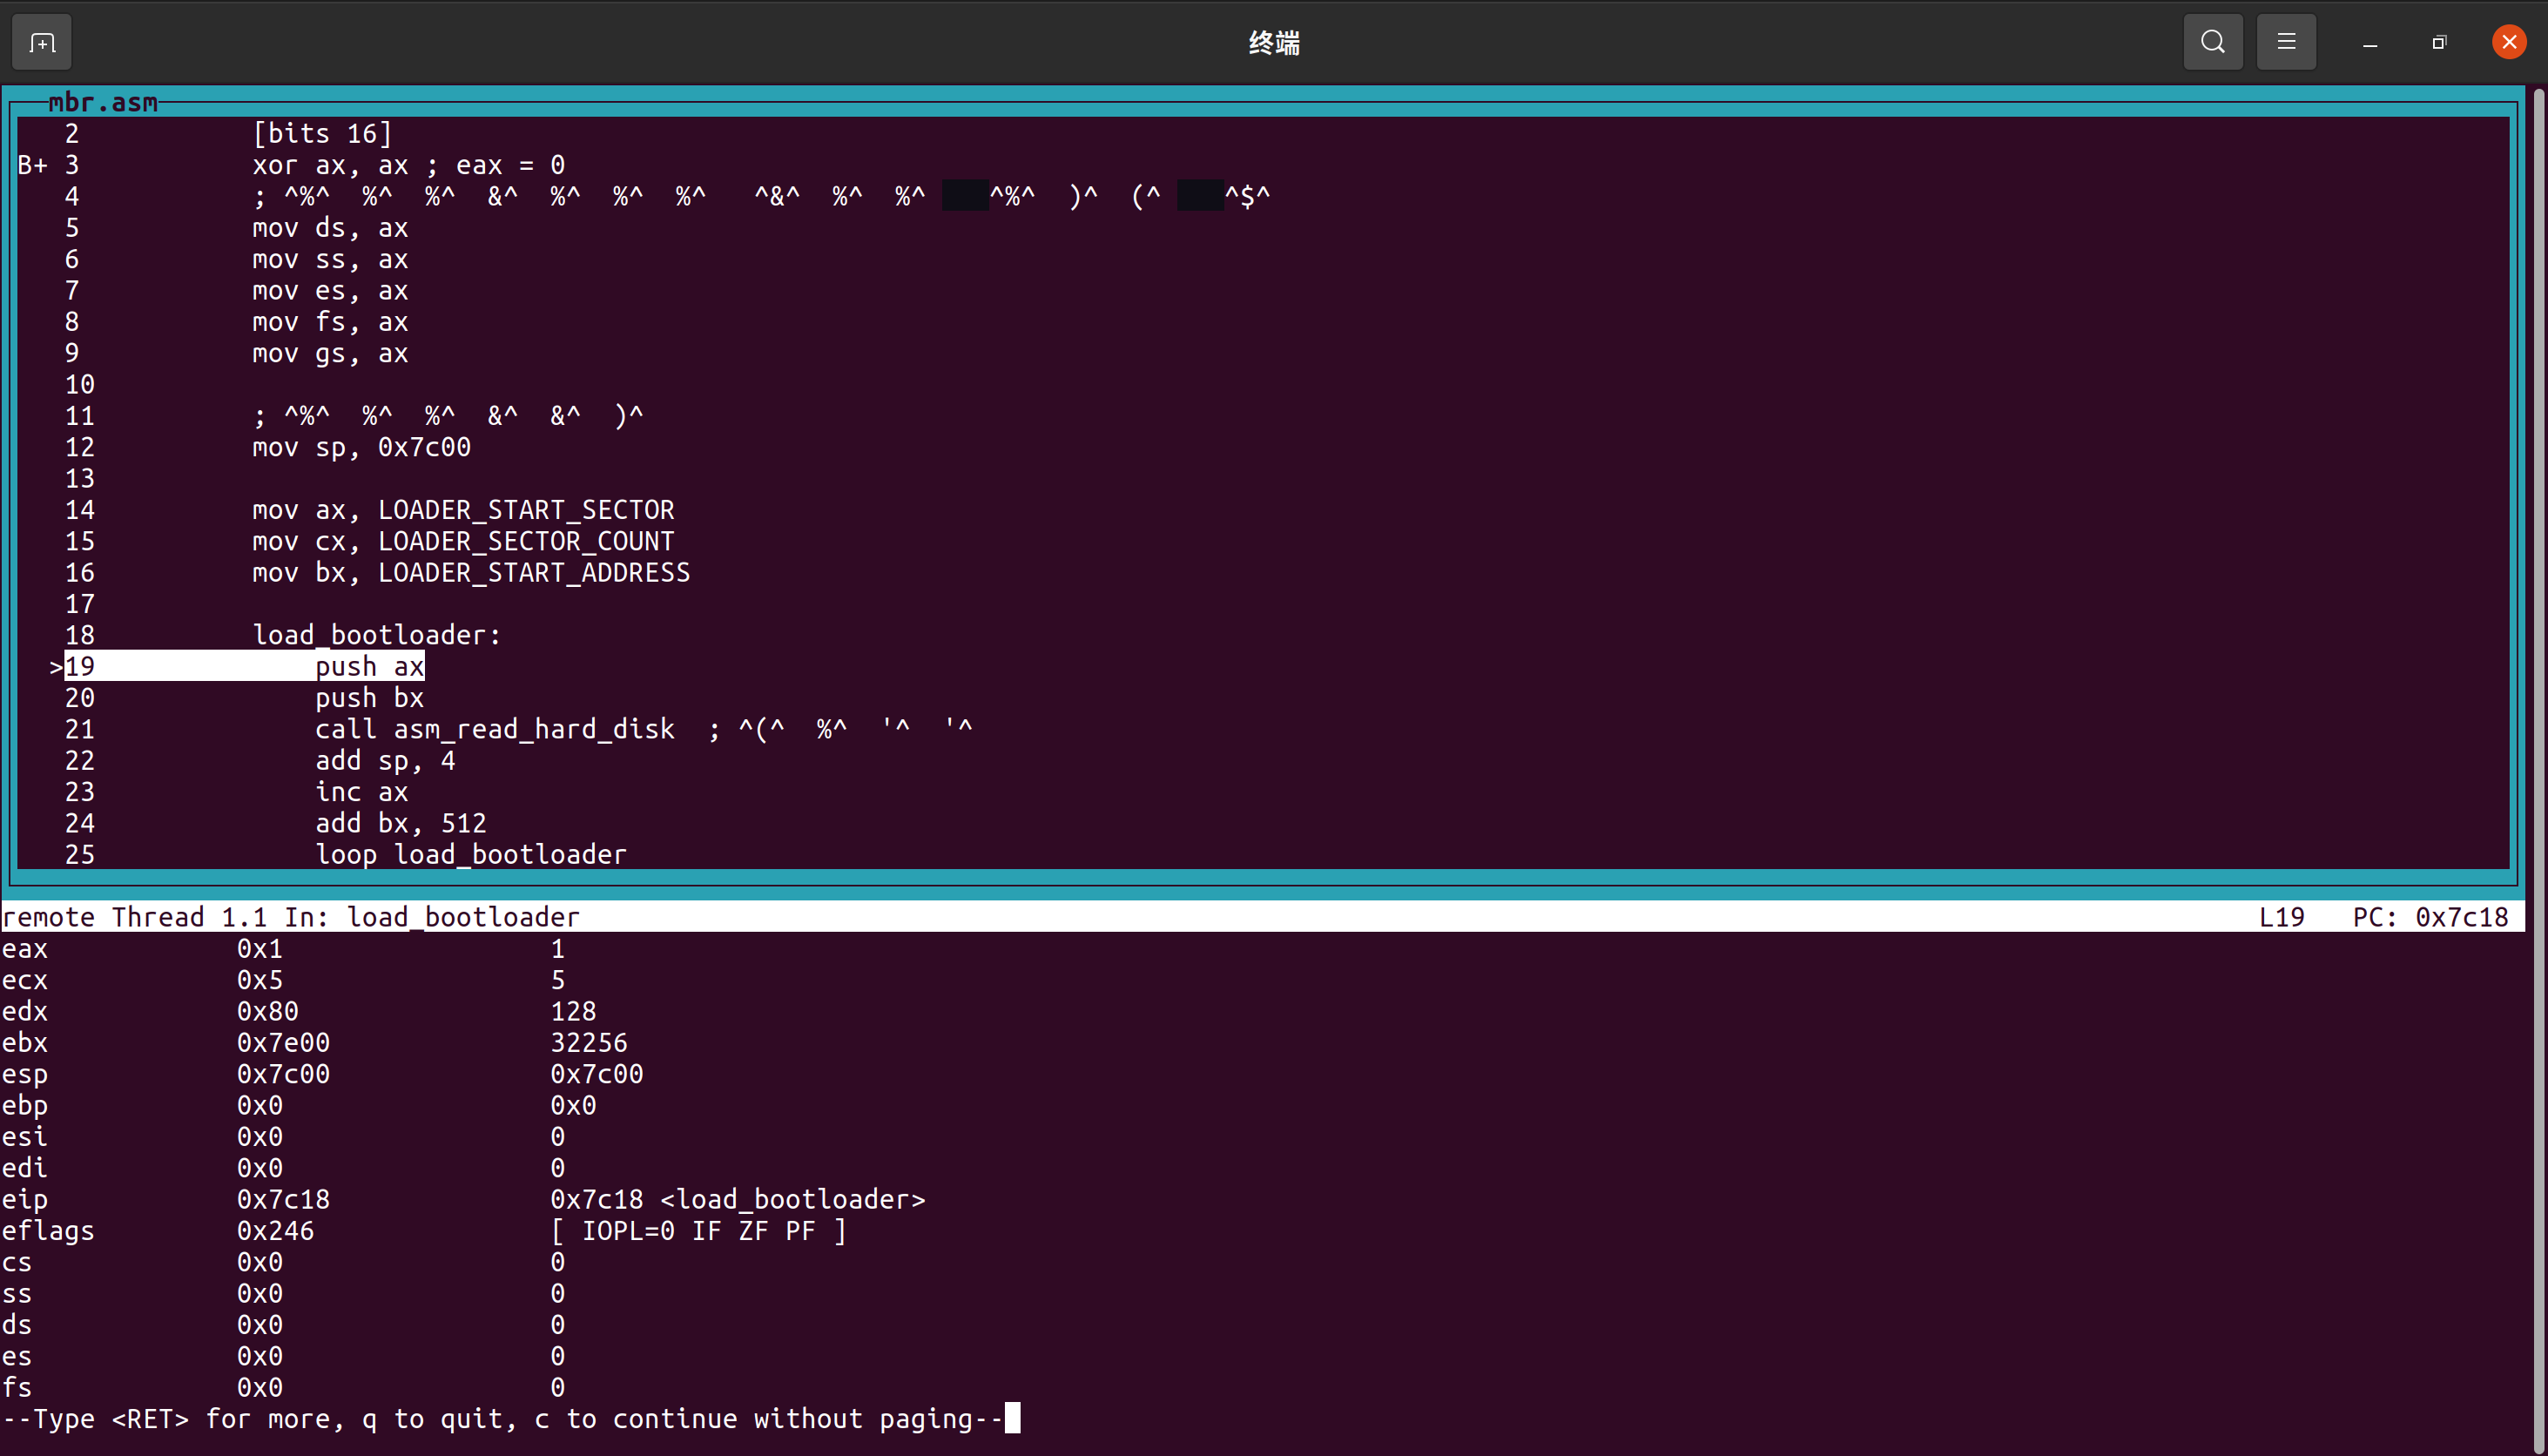 终端
mbr.asm
2 [bits 16]
B+ 3 xor ax, ax ; eax = 0
4 ; ^%^ %^ %^ &^ %^ %^ %^ ^&^ %^ %^ ^%^ )^ (^ ^$^
5 mov ds, ax
6 mov ss, ax
7 mov es, ax
8 mov fs, ax
9 mov gs, ax
10
11 ; ^%^ %^ %^ &^ &^ )^
12 mov sp, 0x7c00
13
14 mov ax, LOADER_START_SECTOR
15 mov cx, LOADER_SECTOR_COUNT
16 mov bx, LOADER_START_ADDRESS
17
18 load_bootloader:
>19 push ax
20 push bx
21 call asm_read_hard_disk ; ^(^ %^ '^ '^
22 add sp, 4
23 inc ax
24 add bx, 512
25 loop load_bootloader
remote Thread 1.1 In: load_bootloader L19 PC: 0x7c18
eax 0x1 1
ecx 0x5 5
edx 0x80 128
ebx 0x7e00 32256
esp 0x7c00 0x7c00
ebp 0x0 0x0
esi 0x0 0
edi 0x0 0
eip 0x7c18 0x7c18 <load_bootloader>
eflags 0x246 [ IOPL=0 IF ZF PF ]
cs 0x0 0
ss 0x0 0
ds 0x0 0
es 0x0 0
fs 0x0 0
--Type <RET> for more, q to quit, c to continue without paging--